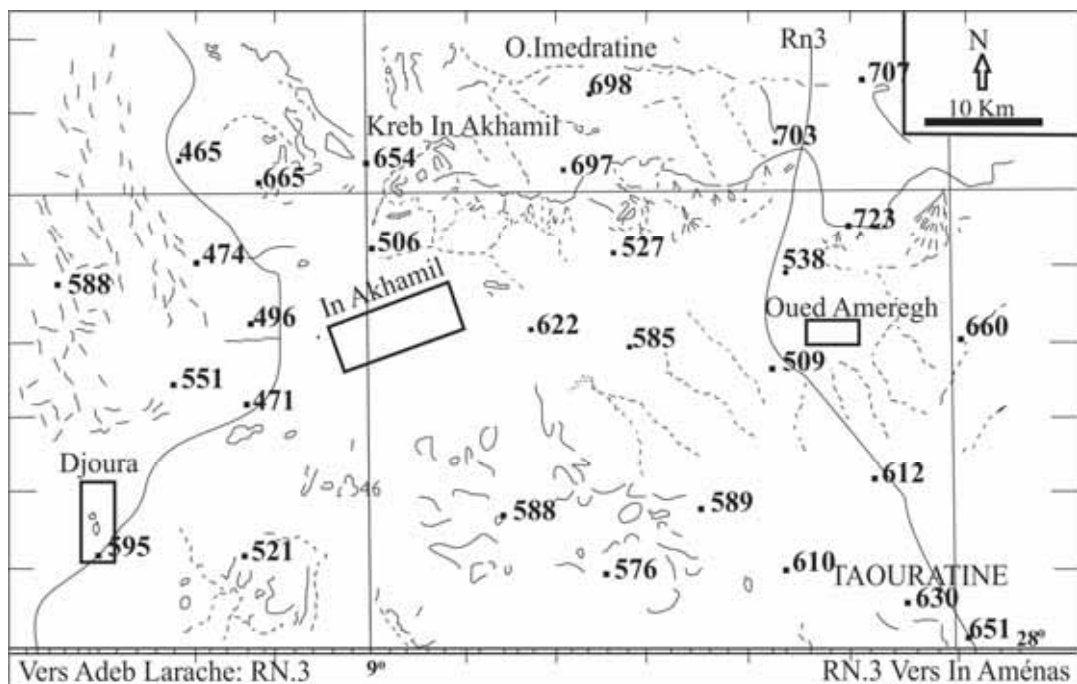 O.Imedratine
Rn3
N
10 Km
707
698
703
Kreb In Akhamil
654
697
465
665
723
506
527
474
538
588
In Akhamil
Oued Ameregh
496
622
585
660
509
551
471
Djoura
612
346
588
589
595
521
576
610
TAOURATINE
630
651
28°
Vers Adeb Larache: RN.3
9°
RN.3 Vers In Aménas